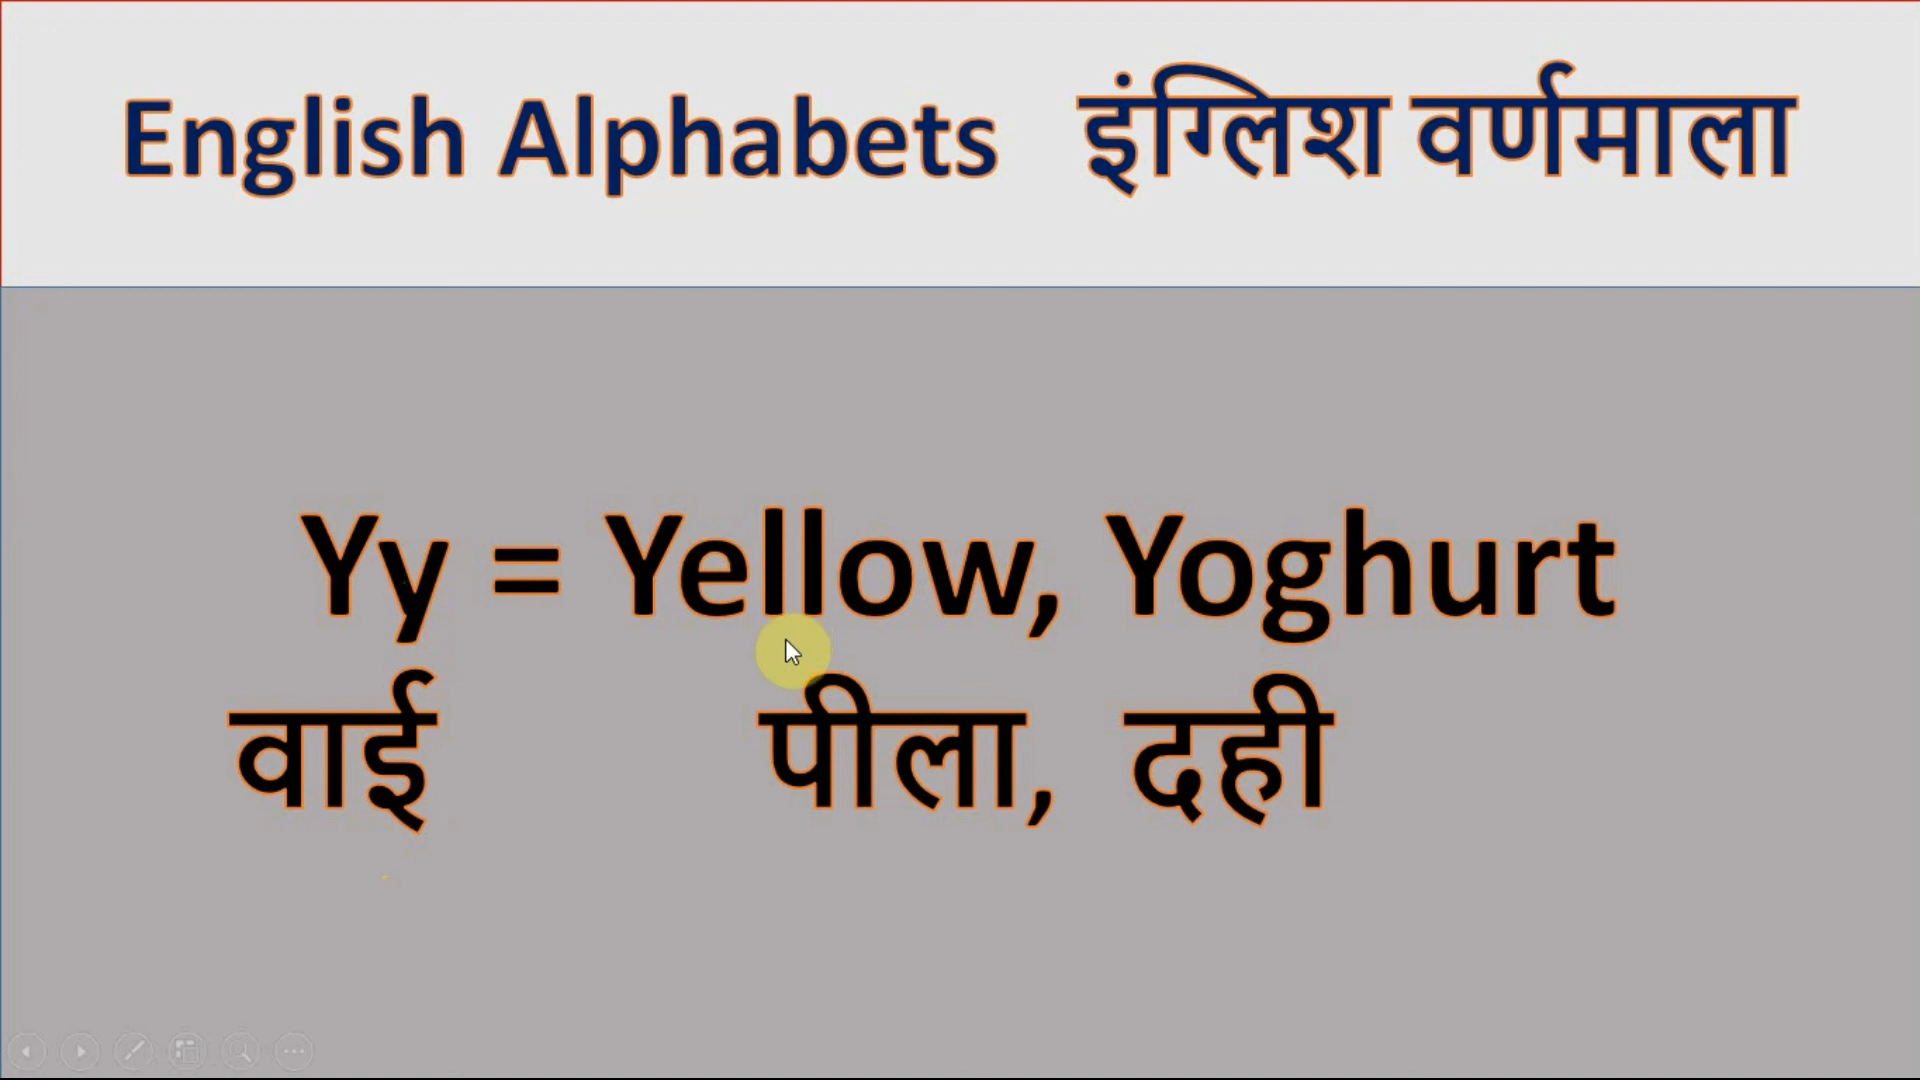 English Alphabets इंग्लिश वर्णमाला
Yy = Yellow, Yoghurt
वाई पीला, दही